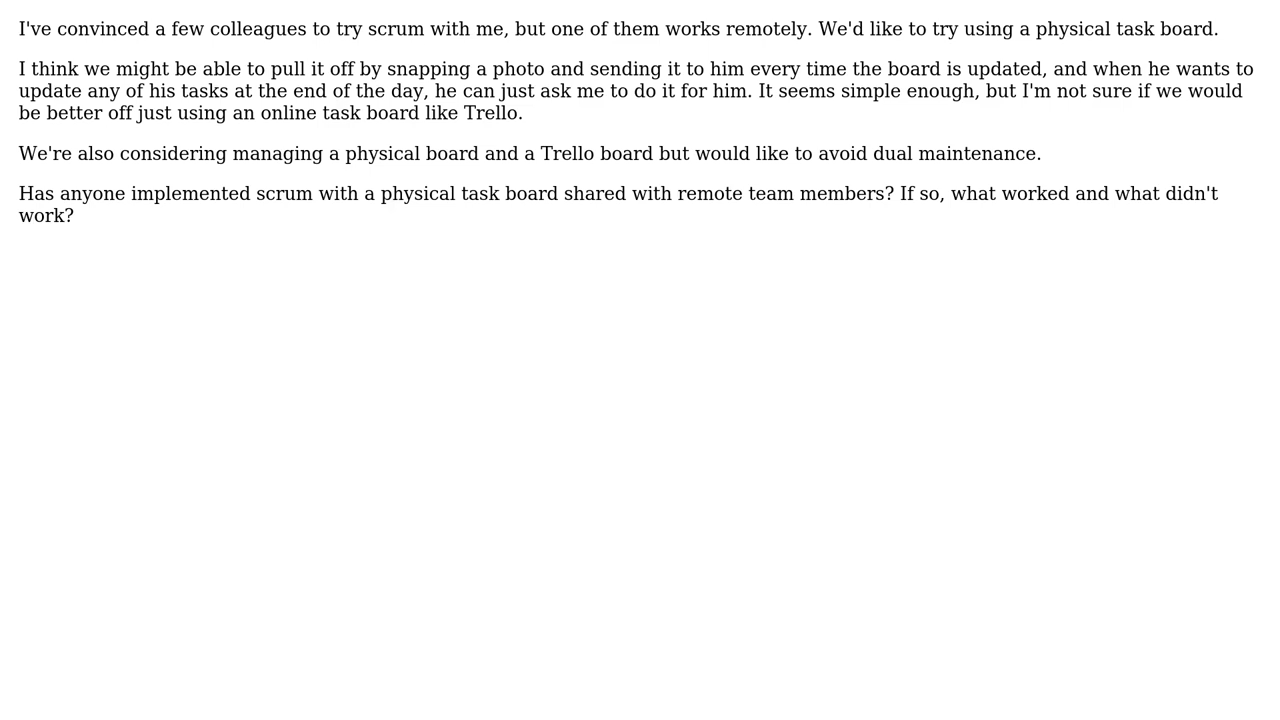 I've convinced a few colleagues to try scrum with me, but one of them works remotely. We'd like to try using a physical task board.
I think we might be able to pull it off by snapping a photo and sending it to him every time the board is updated, and when he wants to
update any of his tasks at the end of the day, he can just ask me to do it for him. It seems simple enough, but I'm not sure if we would
be better off just using an online task board like Trello.
We're also considering managing a physical board and a Trello board but would like to avoid dual maintenance.
Has anyone implemented scrum with a physical task board shared with remote team members? If so, what worked and what didn't
work?